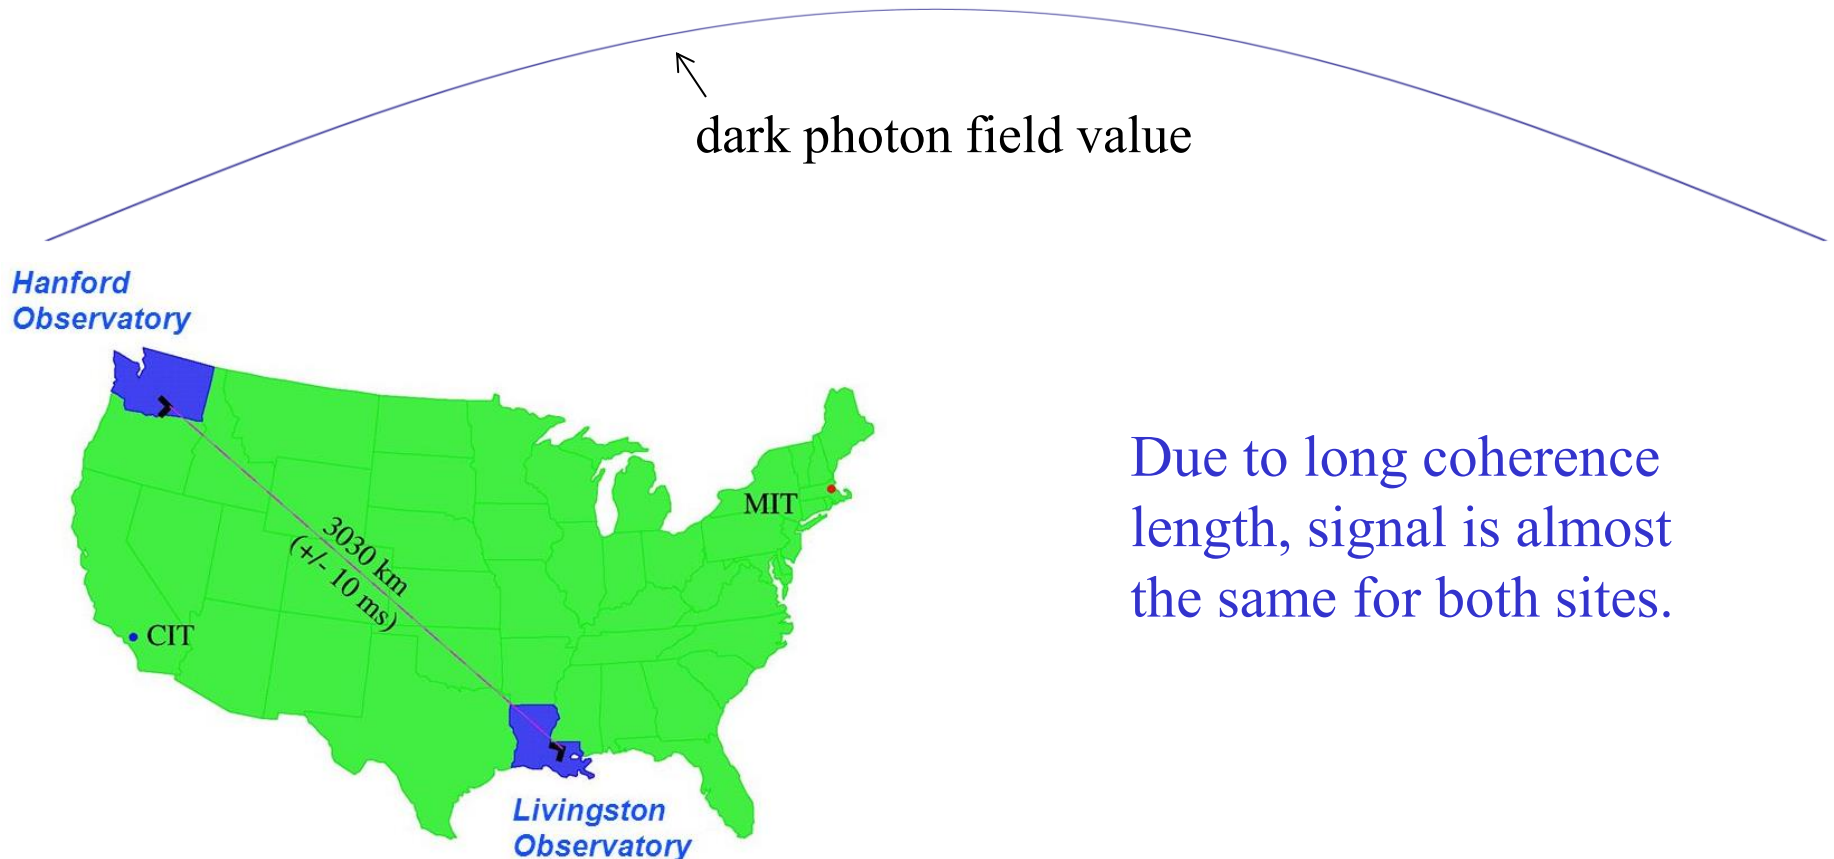 dark photon field value
Hanford
Observatory
Due to long coherence
length, signal is almost
the same for both sites.
MIT
3030 km
(+/- 10 ms)
CIT
Livingston
Observatory